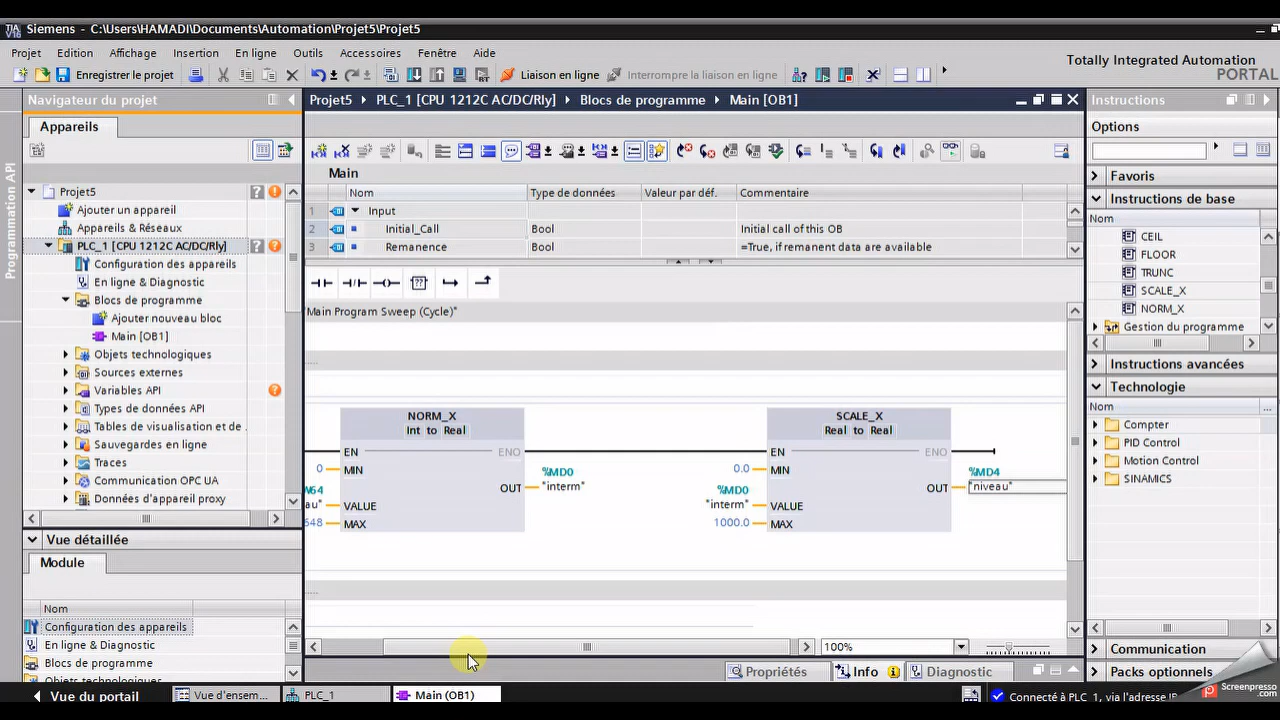 Siemens - C:\Users\HAMADI\Documents\Automation\Projet5\Projet5
Projet Edition Affichage Insertion En ligne Outils Accessoires Fenêtre Aide
Totally Integrated Automation
PORTAL
Enregistrer le projet Liaison en ligne Interrompre la liaison en ligne
Navigateur du projet
Projet5 PLC_1 [CPU 1212C AC/DC/Rly] Blocs de programme Main [OB1]
Instructions
Appareils
Options
Programmation API
Main
Nom Type de données Valeur par déf. Commentaire
1 Input
2 Initial_Call Bool Initial call of this OB
3 Remanence Bool =True, if remanent data are available
Projet5
Ajouter un appareil
Appareils & Réseaux
PLC_1 [CPU 1212C AC/DC/Rly]
Configuration des appareils
En ligne & Diagnostic
Blocs de programme
Ajouter nouveau bloc
Main [OB1]
Objets technologiques
Sources externes
Variables API
Types de données API
Tables de visualisation et de
Sauvegardes en ligne
Traces
Communication OPC UA
Données d'appareil proxy
"Main Program Sweep (Cycle)"
NORM_X
Int to Real
EN ENO
0 MIN
%MD0
"interm"
OUT
W64
au" VALUE
648 MAX
SCALE_X
Real to Real
EN ENO
0.0 MIN
%MD4
"niveau"
OUT
%MD0
"interm" VALUE
1000.0 MAX
Favoris
Instructions de base
Nom
CEIL
FLOOR
TRUNC
SCALE_X
NORM_X
Gestion du programme
Instructions avancées
Technologie
Nom ...
Compter
PID Control
Motion Control
SINAMICS
Communication
Packs optionnels
Vue détaillée
Module
Nom
Configuration des appareils
En ligne & Diagnostic
Blocs de programme
Objets technologiques
100%
Propriétés Info Diagnostic
Vue du portail Vue d'ensem... PLC_1 Main (OB1)
Connecté à PLC_1, via l'adresse IP
Screenpresso
.com